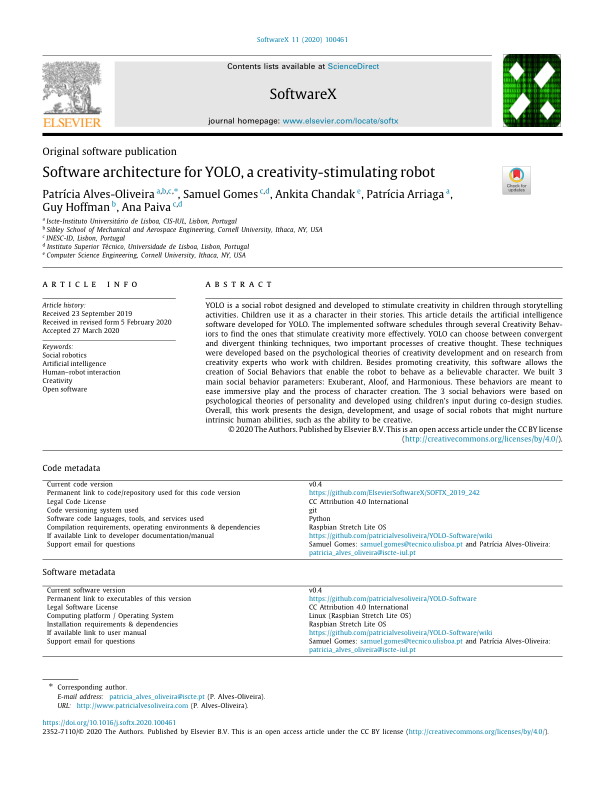 SoftwareX 11 (2020) 100461
Contents lists available at ScienceDirect
SoftwareX
journal homepage: www.elsevier.com/locate/softx
ELSEVIER
Check for
updates
Original software publication
Software architecture for YOLO, a creativity-stimulating robot
Patrícia Alves-Oliveira a,b,c,*, Samuel Gomes c,d, Ankita Chandak e, Patrícia Arriaga a,
Guy Hoffman b, Ana Paiva c,d
a Iscte-Instituto Universitário de Lisboa, CIS-IUL, Lisbon, Portugal
b Sibley School of Mechanical and Aerospace Engineering, Cornell University, Ithaca, NY, USA
c INESC-ID, Lisbon, Portugal
d Instituto Superior Técnico, Universidade de Lisboa, Lisbon, Portugal
e Computer Science Engineering, Cornell University, Ithaca, NY, USA
ARTICLE INFO
Article history:
Received 23 September 2019
Received in revised form 5 February 2020
Accepted 27 March 2020
Keywords:
Social robotics
Artificial intelligence
Human–robot interaction
Creativity
Open software
ABSTRACT
YOLO is a social robot designed and developed to stimulate creativity in children through storytelling
activities. Children use it as a character in their stories. This article details the artificial intelligence
software developed for YOLO. The implemented software schedules through several Creativity Behav-
iors to find the ones that stimulate creativity more effectively. YOLO can choose between convergent
and divergent thinking techniques, two important processes of creative thought. These techniques
were developed based on the psychological theories of creativity development and on research from
creativity experts who work with children. Besides promoting creativity, this software allows the
creation of Social Behaviors that enable the robot to behave as a believable character. We built 3
main social behavior parameters: Exuberant, Aloof, and Harmonious. These behaviors are meant to
ease immersive play and the process of character creation. The 3 social behaviors were based on
psychological theories of personality and developed using children's input during co-design studies.
Overall, this work presents the design, development, and usage of social robots that might nurture
intrinsic human abilities, such as the ability to be creative.
© 2020 The Authors. Published by Elsevier B.V. This is an open access article under the CC BY license
(http://creativecommons.org/licenses/by/4.0/).
Code metadata
Current code version v0.4
Permanent link to code/repository used for this code version https://github.com/ElsevierSoftwareX/SOFTX_2019_242
Legal Code License CC Attribution 4.0 International
Code versioning system used git
Software code languages, tools, and services used Python
Compilation requirements, operating environments & dependencies Raspbian Stretch Lite OS
If available Link to developer documentation/manual https://github.com/patricialvesoliveira/YOLO-Software/wiki
Support email for questions Samuel Gomes: samuel.gomes@tecnico.ulisboa.pt and Patrícia Alves-Oliveira:
patricia_alves_oliveira@iscte-iul.pt
Software metadata
Current software version v0.4
Permanent link to executables of this version https://github.com/patricialvesoliveira/YOLO-Software
Legal Software License CC Attribution 4.0 International
Computing platform / Operating System Linux (Raspbian Stretch Lite OS)
Installation requirements & dependencies Raspbian Stretch Lite OS
If available link to user manual https://github.com/patricialvesoliveira/YOLO-Software/wiki
Support email for questions Samuel Gomes: samuel.gomes@tecnico.ulisboa.pt and Patrícia Alves-Oliveira:
patricia_alves_oliveira@iscte-iul.pt
* Corresponding author.
E-mail address: patricia_alves_oliveira@iscte.pt (P. Alves-Oliveira).
URL: http://www.patricialvesoliveira.com (P. Alves-Oliveira).
https://doi.org/10.1016/j.softx.2020.100461
2352-7110/© 2020 The Authors. Published by Elsevier B.V. This is an open access article under the CC BY license (http://creativecommons.org/licenses/by/4.0/).